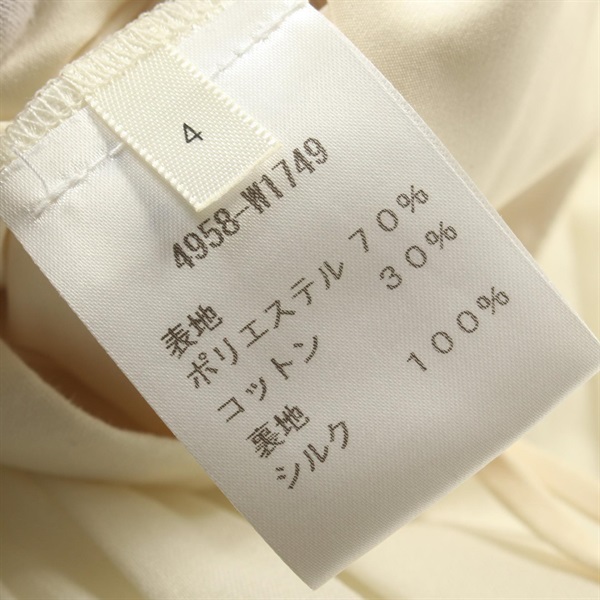 4
4958-W1749
表地
ポリエステル 70%
コットン 30%
裏地
シルク 100%